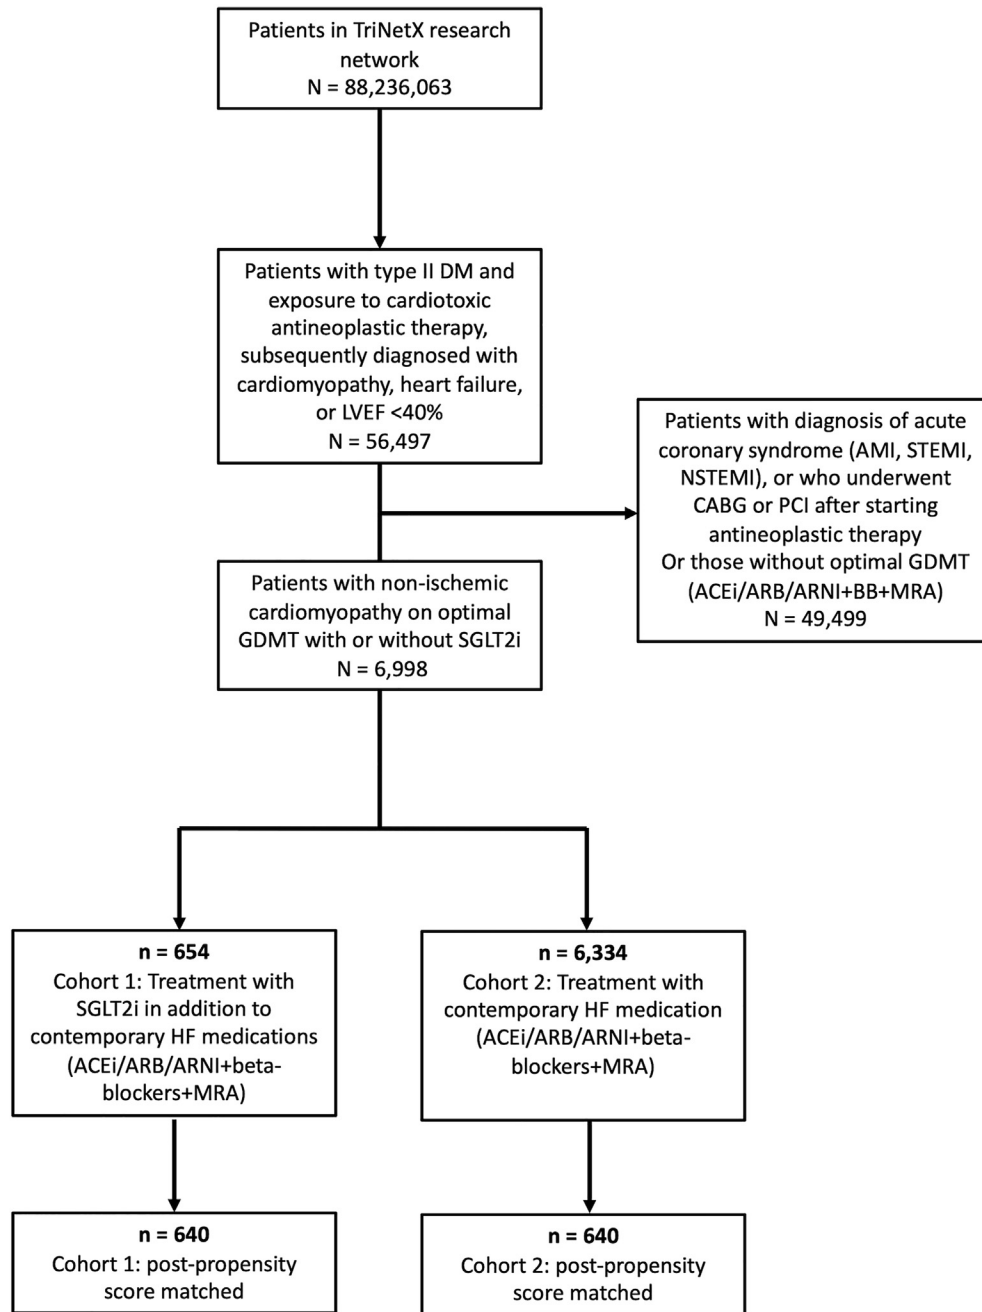 Patients in TriNetX research
network
N = 88,236,063
Patients with type II DM and
exposure to cardiotoxic
antineoplastic therapy,
subsequently diagnosed with
cardiomyopathy, heart failure,
or LVEF <40%
N = 56,497
Patients with diagnosis of acute
coronary syndrome (AMI, STEMI,
NSTEMI), or who underwent
CABG or PCI after starting
antineoplastic therapy
Or those without optimal GDMT
(ACEi/ARB/ARNI+BB+MRA)
N = 49,499
Patients with non-ischemic
cardiomyopathy on optimal
GDMT with or without SGLT2i
N = 6,998
n = 654
Cohort 1: Treatment with
SGLT2i in addition to
contemporary HF medications
(ACEi/ARB/ARNI+beta-
blockers+MRA)
n = 6,334
Cohort 2: Treatment with
contemporary HF medication
(ACEi/ARB/ARNI+beta-
blockers+MRA)
n = 640
Cohort 1: post-propensity
score matched
n = 640
Cohort 2: post-propensity
score matched